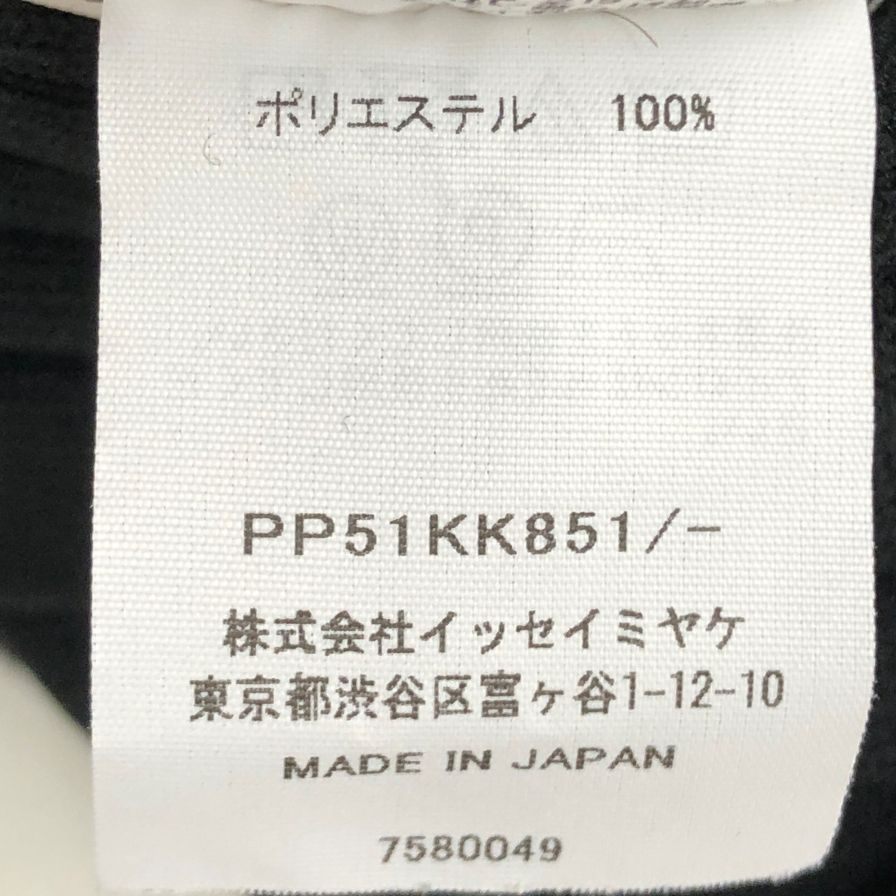 ポリエステル 100%
PP51KK851/-
株式会社イッセイミヤケ
東京都渋谷区富ヶ谷1-12-10
MADE IN JAPAN
7580049